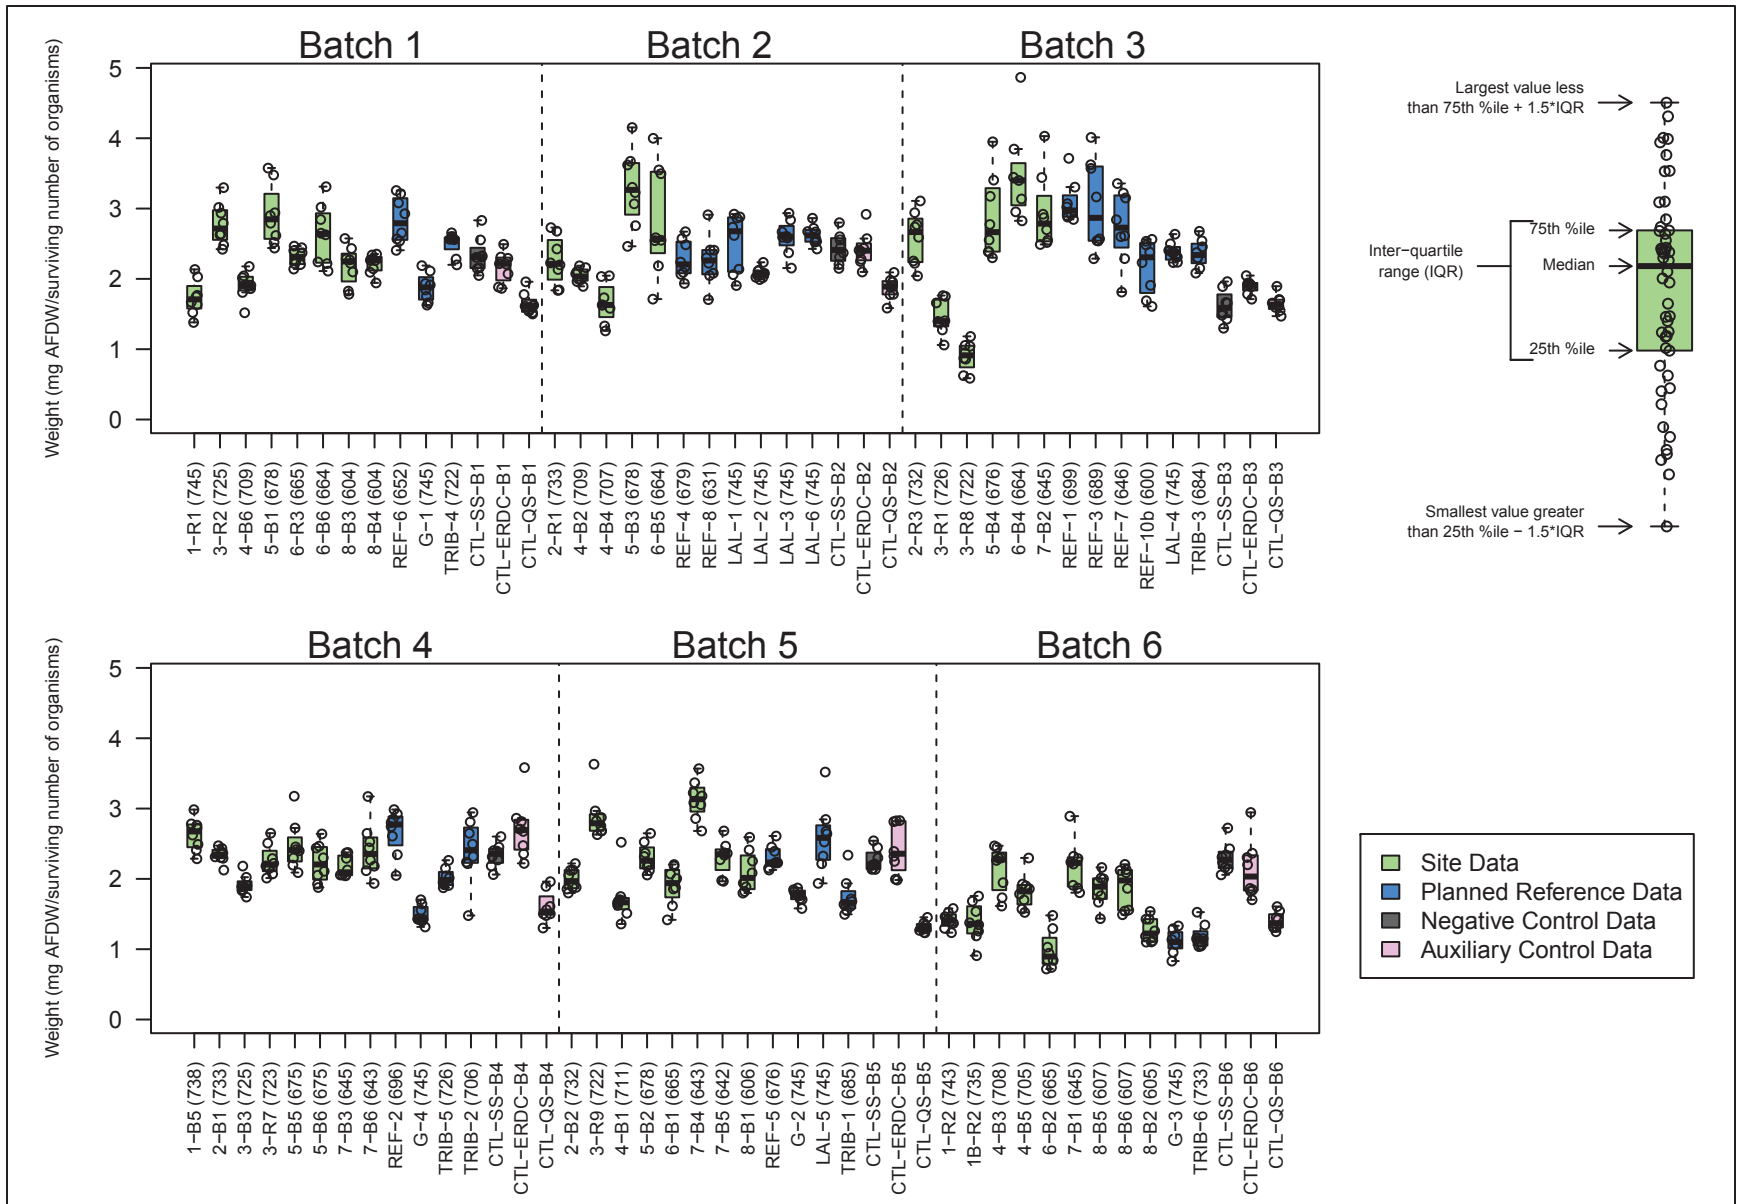 Batch 1
Batch 2
Batch 3
Weight (mg AFDW/surviving number of organisms)
5
4
3
2
1
0
1−R1 (745)
3−R2 (725)
4−B6 (709)
5−B1 (678)
6−R3 (665)
6−B6 (664)
8−B3 (604)
8−B4 (604)
REF−6 (652)
G−1 (745)
TRIB−4 (722)
CTL−SS−B1
CTL−ERDC−B1
CTL−QS−B1
2−R1 (733)
4−B2 (709)
4−B4 (707)
5−B3 (678)
6−B5 (664)
REF−4 (679)
REF−8 (631)
LAL−1 (745)
LAL−2 (745)
LAL−3 (745)
LAL−6 (745)
CTL−SS−B2
CTL−ERDC−B2
CTL−QS−B2
2−R3 (732)
3−R1 (726)
3−R8 (722)
5−B4 (676)
6−B4 (664)
7−B2 (645)
REF−1 (699)
REF−3 (689)
REF−7 (646)
REF−10b (600)
LAL−4 (745)
TRIB−3 (684)
CTL−SS−B3
CTL−ERDC−B3
CTL−QS−B3
Largest value less
than 75th %ile + 1.5*IQR
75th %ile
Inter−quartile
range (IQR)
Median
25th %ile
Smallest value greater
than 25th %ile − 1.5*IQR
Batch 4
Batch 5
Batch 6
Weight (mg AFDW/surviving number of organisms)
5
4
3
2
1
0
1−B5 (738)
2−B1 (733)
3−B3 (725)
3−R7 (723)
5−B5 (675)
5−B6 (675)
7−B3 (645)
7−B6 (643)
REF−2 (696)
G−4 (745)
TRIB−5 (726)
TRIB−2 (706)
CTL−SS−B4
CTL−ERDC−B4
CTL−QS−B4
2−B2 (732)
3−R9 (722)
4−B1 (711)
5−B2 (678)
6−B1 (665)
7−B4 (643)
7−B5 (642)
8−B1 (606)
REF−5 (676)
G−2 (745)
LAL−5 (745)
TRIB−1 (685)
CTL−SS−B5
CTL−ERDC−B5
CTL−QS−B5
1−R2 (743)
1B−R2 (735)
4−B3 (708)
4−B5 (705)
6−B2 (665)
7−B1 (645)
8−B5 (607)
8−B6 (607)
8−B2 (605)
G−3 (745)
TRIB−6 (733)
CTL−SS−B6
CTL−ERDC−B6
CTL−QS−B6
Site Data
Planned Reference Data
Negative Control Data
Auxiliary Control Data